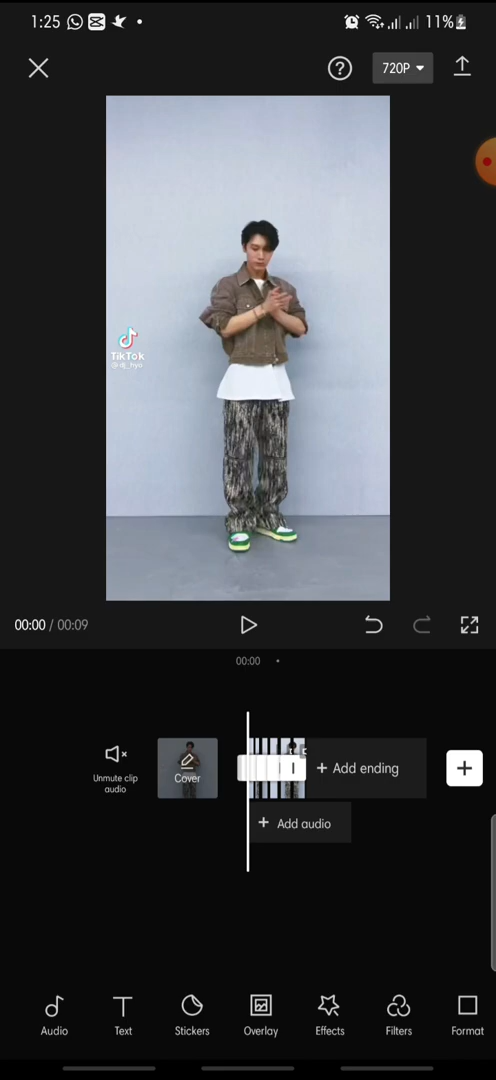 1:25
11%
720P
TikTok
@dj_hyo
00:00 / 00:09
00:00
Unmute clip
audio
Cover
+ Add ending
+ Add audio
Audio
Text
Stickers
Overlay
Effects
Filters
Format